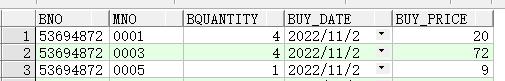 BNO MNO BQUANTITY BUY_DATE BUY_PRICE
1 53694872 0001 4 2022/11/2 20
2 53694872 0003 4 2022/11/2 72
3 53694872 0005 1 2022/11/2 9